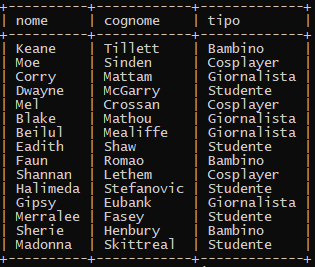 nome cognome tipo
Keane Tillett Bambino
Moe Sinden Cosplayer
Corry Mattam Giornalista
Dwayne McGarry Studente
Mel Crossan Cosplayer
Blake Mathou Giornalista
Beilul Mealiffe Giornalista
Eadith Shaw Studente
Faun Romao Bambino
Shannan Lethem Cosplayer
Halimeda Stefanovic Studente
Gipsy Eubank Giornalista
Merralee Fasey Studente
Sherie Henbury Bambino
Madonna Skittreal Studente